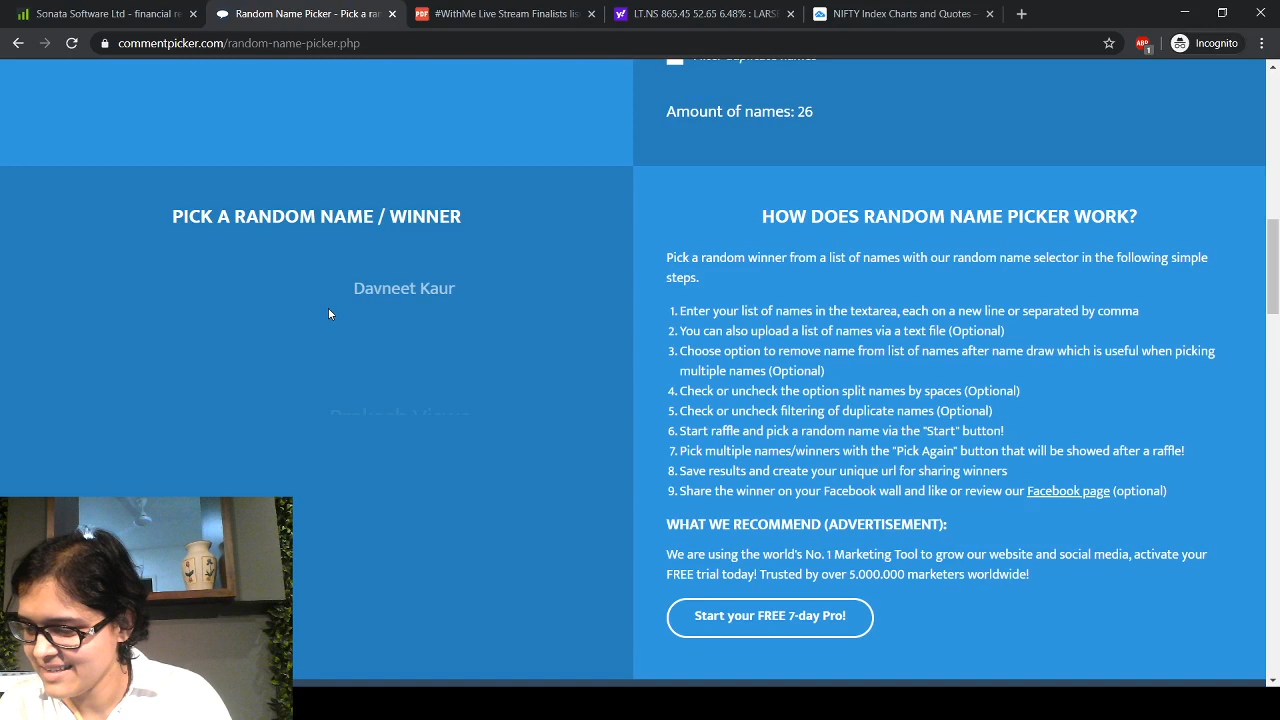 Sonata Software Ltd - financial re
Random Name Picker - Pick a ran
#WithMe Live Stream Finalists lis
LT.NS 865.45 52.65 6.48% : LARSE
NIFTY Index Charts and Quotes –
commentpicker.com/random-name-picker.php
ABP
1
Incognito
Amount of names: 26
PICK A RANDOM NAME / WINNER
Davneet Kaur
HOW DOES RANDOM NAME PICKER WORK?
Pick a random winner from a list of names with our random name selector in the following simple
steps.
1. Enter your list of names in the textarea, each on a new line or separated by comma
2. You can also upload a list of names via a text file (Optional)
3. Choose option to remove name from list of names after name draw which is useful when picking
multiple names (Optional)
4. Check or uncheck the option split names by spaces (Optional)
5. Check or uncheck filtering of duplicate names (Optional)
6. Start raffle and pick a random name via the "Start" button!
7. Pick multiple names/winners with the "Pick Again" button that will be showed after a raffle!
8. Save results and create your unique url for sharing winners
9. Share the winner on your Facebook wall and like or review our Facebook page (optional)
WHAT WE RECOMMEND (ADVERTISEMENT):
We are using the world's No. 1 Marketing Tool to grow our website and social media, activate your
FREE trial today! Trusted by over 5.000.000 marketers worldwide!
Start your FREE 7-day Pro!